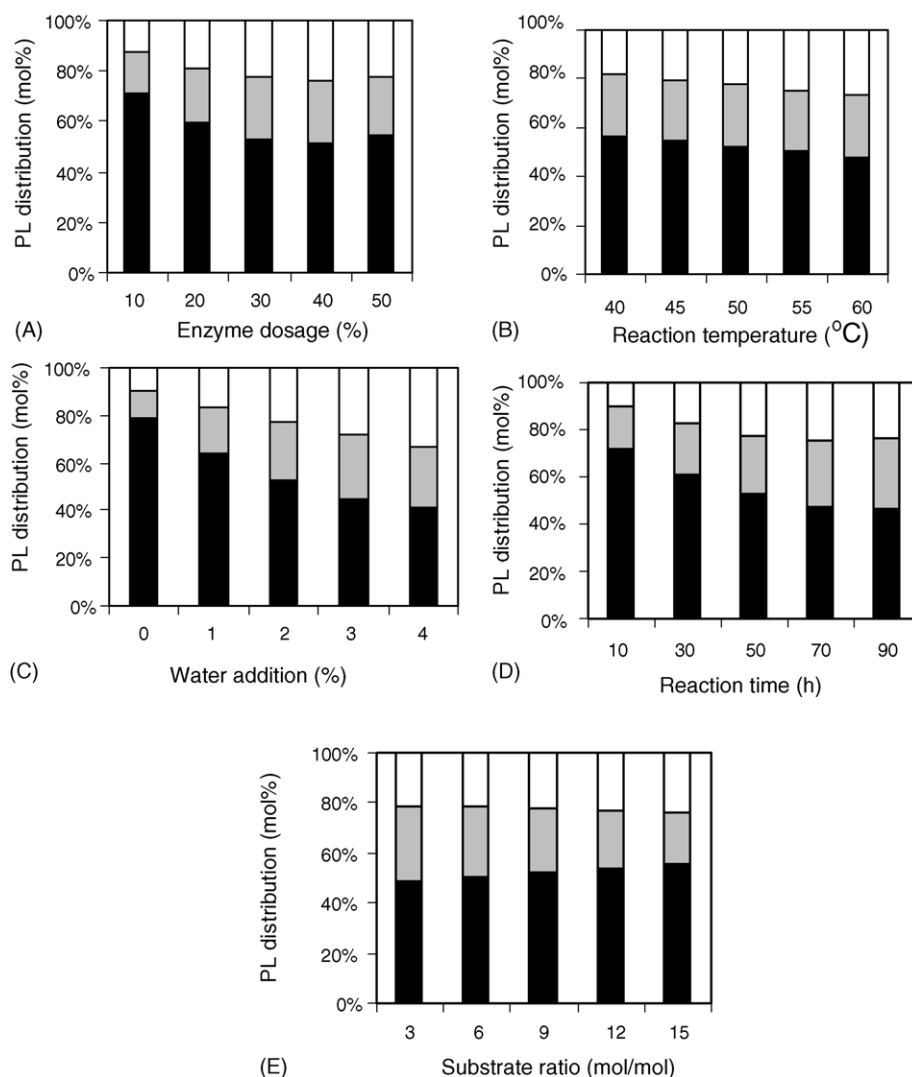 PL distribution (mol%)
100%
80%
60%
40%
20%
0%
10 20 30 40 50
(A) Enzyme dosage (%)
PL distribution (mol%)
100%
80%
60%
40%
20%
0%
40 45 50 55 60
(B) Reaction temperature (°C)
PL distribution (mol%)
100%
80%
60%
40%
20%
0%
0 1 2 3 4
(C) Water addition (%)
PL distribution (mol%)
100%
80%
60%
40%
20%
0%
10 30 50 70 90
(D) Reaction time (h)
PL distribution (mol%)
100%
80%
60%
40%
20%
0%
3 6 9 12 15
(E) Substrate ratio (mol/mol)